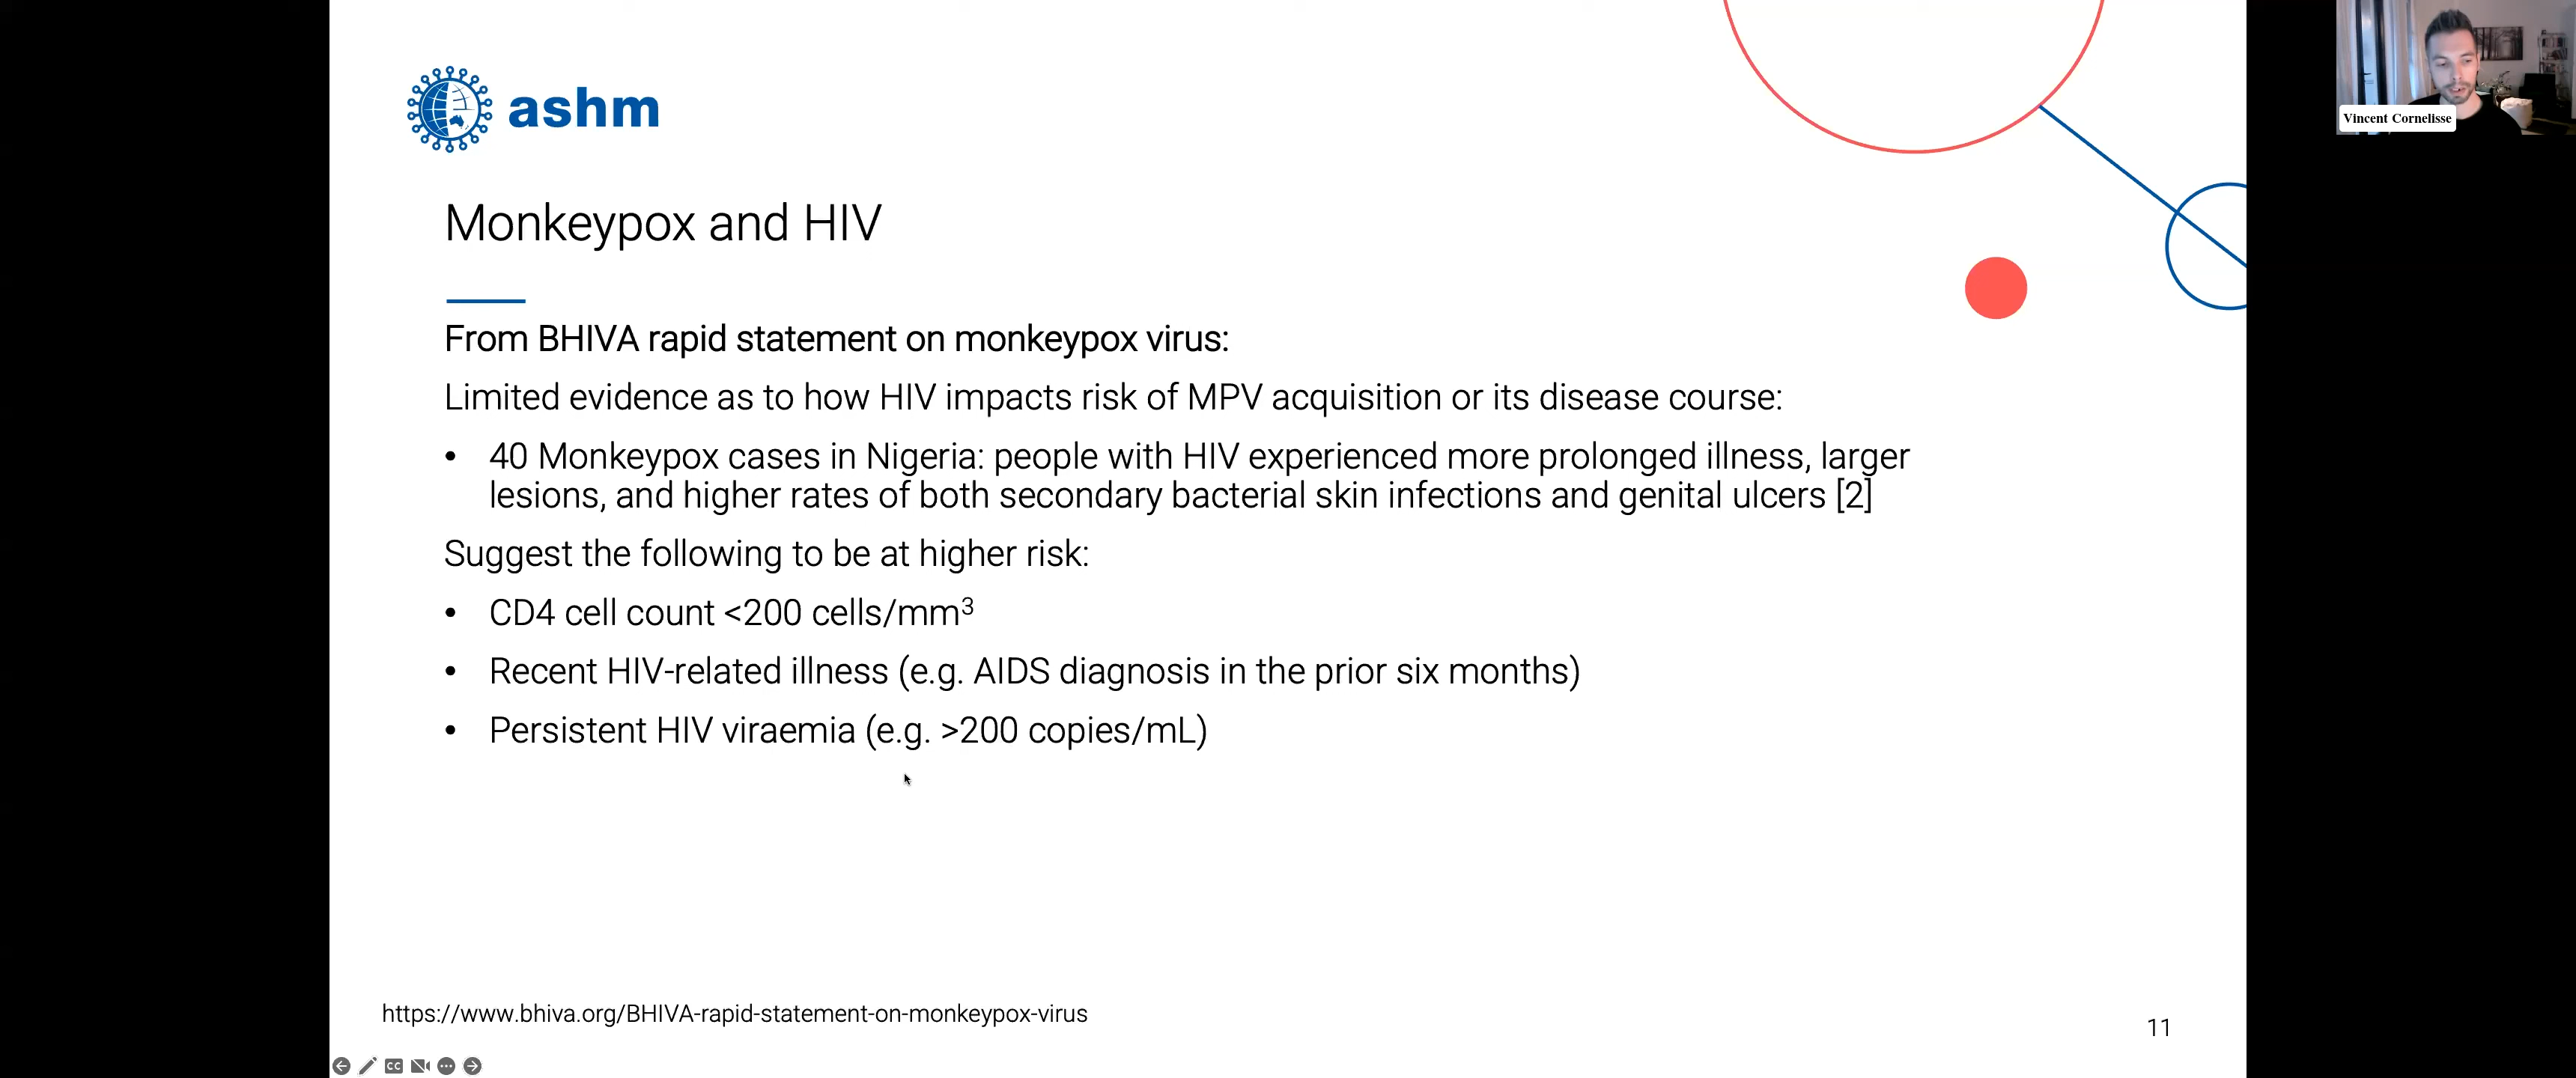 ashm
Vincent Cornelisse
Monkeypox and HIV
From BHIVA rapid statement on monkeypox virus:
Limited evidence as to how HIV impacts risk of MPV acquisition or its disease course:
• 40 Monkeypox cases in Nigeria: people with HIV experienced more prolonged illness, larger
lesions, and higher rates of both secondary bacterial skin infections and genital ulcers [2]
Suggest the following to be at higher risk:
• CD4 cell count <200 cells/mm³
• Recent HIV-related illness (e.g. AIDS diagnosis in the prior six months)
• Persistent HIV viraemia (e.g. >200 copies/mL)
https://www.bhiva.org/BHIVA-rapid-statement-on-monkeypox-virus
11
CC